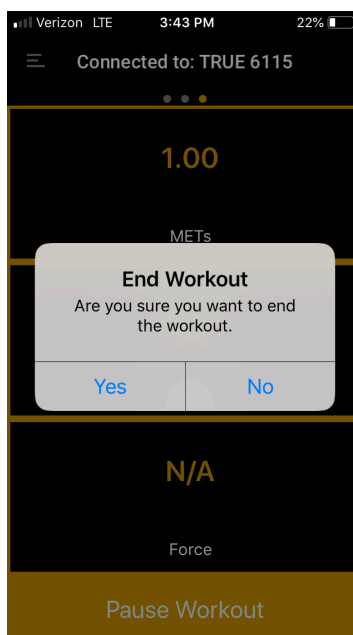 Verizon LTE 3:43 PM 22%
Connected to: TRUE 6115
1.00
METs
End Workout
Are you sure you want to end
the workout.
Yes No
N/A
Force
Pause Workout